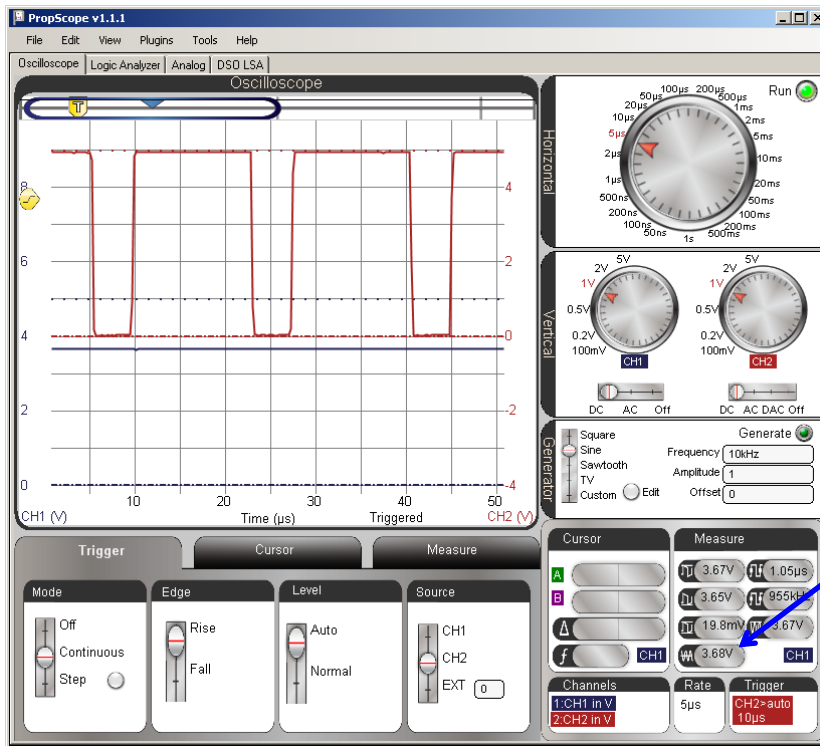 PropScope v1.1.1
File Edit View Plugins Tools Help
Oscilloscope Logic Analyzer Analog DSO LSA
Oscilloscope
T
8
6
4
2
0
4
2
0
-2
-4
10 20 30 40 50
CH1 (V) Time (µs) Triggered CH2 (V)
Horizontal
Run
50ns
100ns
200ns
500ns
1µs
2µs
5µs
10µs
20µs
50µs
100µs
200µs
500µs
1ms
2ms
5ms
10ms
20ms
50ms
100ms
200ms
500ms
1s
Vertical
5V
2V
1V
0.5V
0.2V
100mV
CH1
DC AC Off
5V
2V
1V
0.5V
0.2V
100mV
CH2
DC AC DAC Off
Generator
Square
Sine
Sawtooth
TV
Custom Edit
Generate
Frequency 10kHz
Amplitude 1
Offset 0
Trigger Cursor Measure
Mode
Off
Continuous
Step
Edge
Rise
Fall
Level
Auto
Normal
Source
CH1
CH2
EXT 0
Cursor
A
B
Δ
f CH1
Measure
3.67V 1.05µs
3.65V 955kHz
19.8mV 3.67V
3.68V CH1
Channels
1:CH1 in V
2:CH2 in V
Rate
5µs
Trigger
CH2>auto
10µs